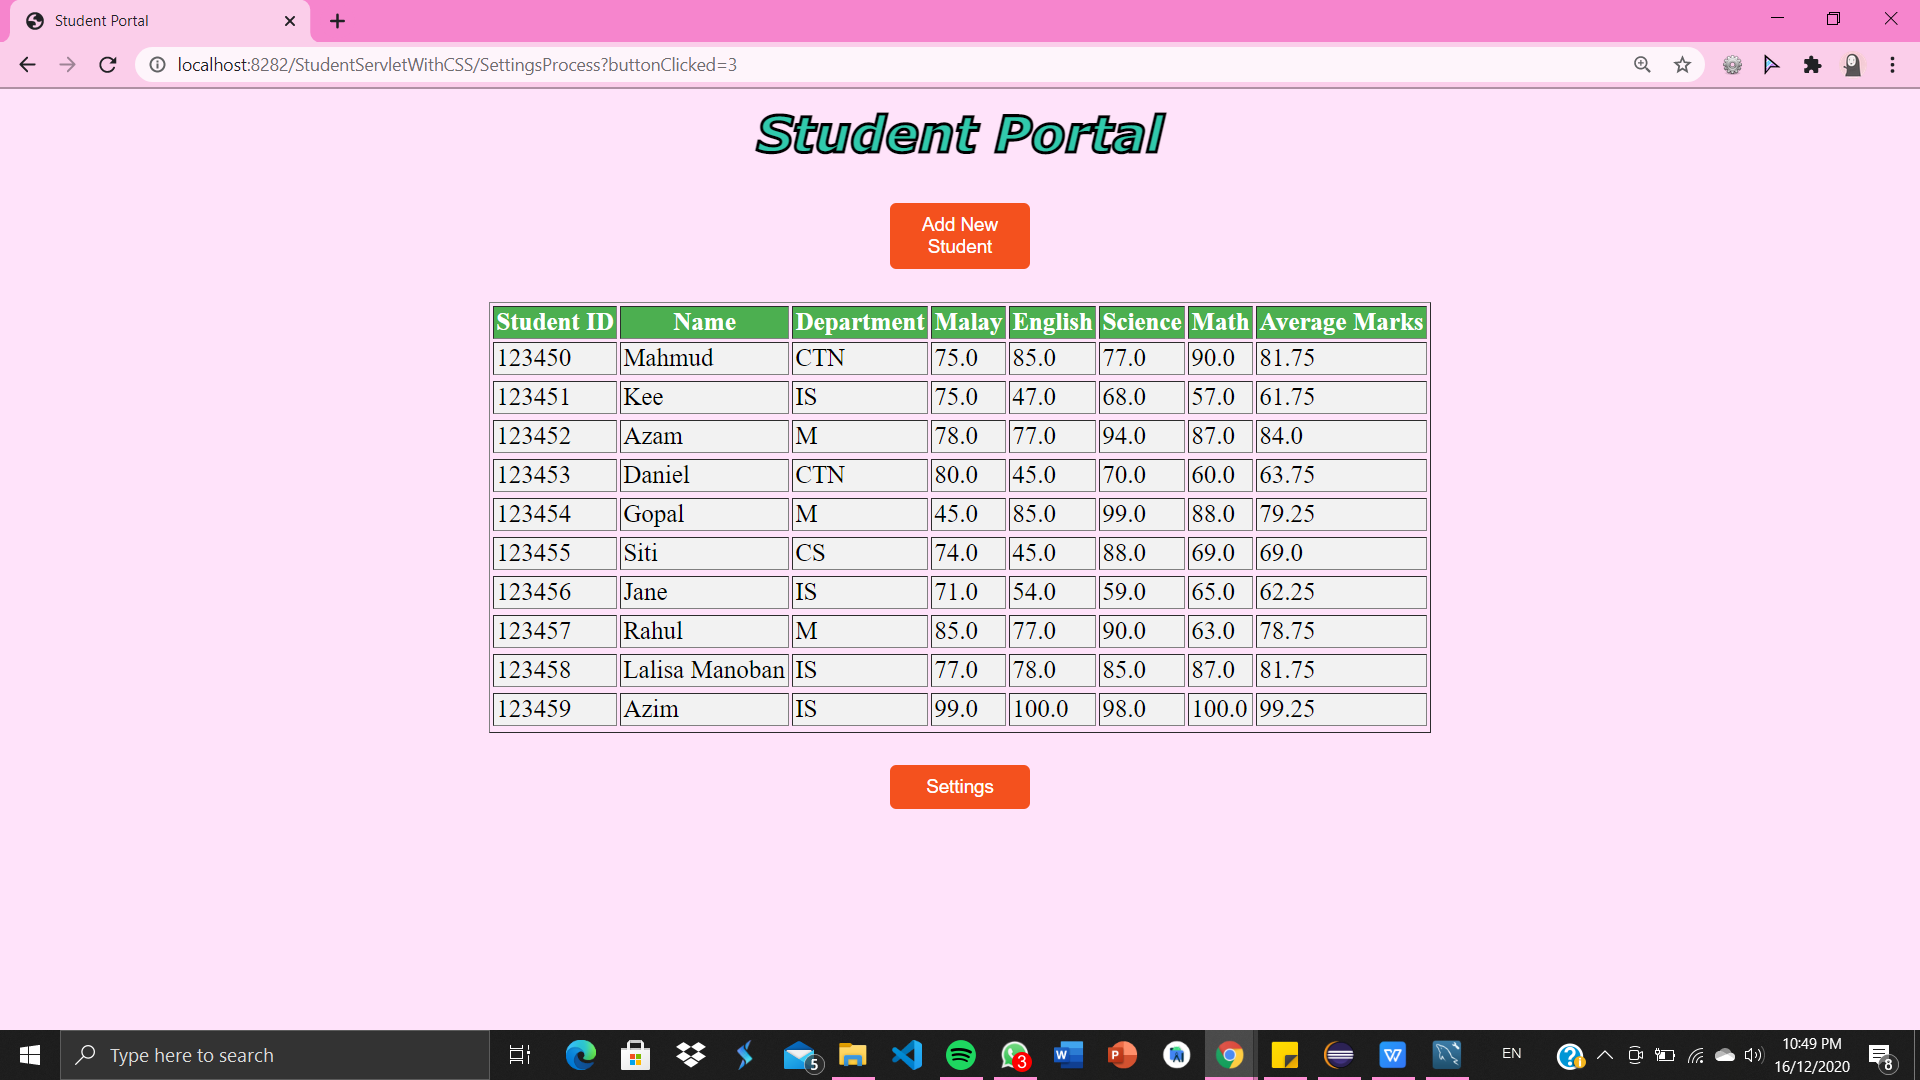 Student Portal
localhost:8282/StudentServletWithCSS/SettingsProcess?buttonClicked=3
Student Portal
Add New
Student
Student ID Name Department Malay English Science Math Average Marks
123450 Mahmud CTN 75.0 85.0 77.0 90.0 81.75
123451 Kee IS 75.0 47.0 68.0 57.0 61.75
123452 Azam M 78.0 77.0 94.0 87.0 84.0
123453 Daniel CTN 80.0 45.0 70.0 60.0 63.75
123454 Gopal M 45.0 85.0 99.0 88.0 79.25
123455 Siti CS 74.0 45.0 88.0 69.0 69.0
123456 Jane IS 71.0 54.0 59.0 65.0 62.25
123457 Rahul M 85.0 77.0 90.0 63.0 78.75
123458 Lalisa Manoban IS 77.0 78.0 85.0 87.0 81.75
123459 Azim IS 99.0 100.0 98.0 100.0 99.25
Settings
Type here to search 5 3 EN 10:49 PM
16/12/2020 8